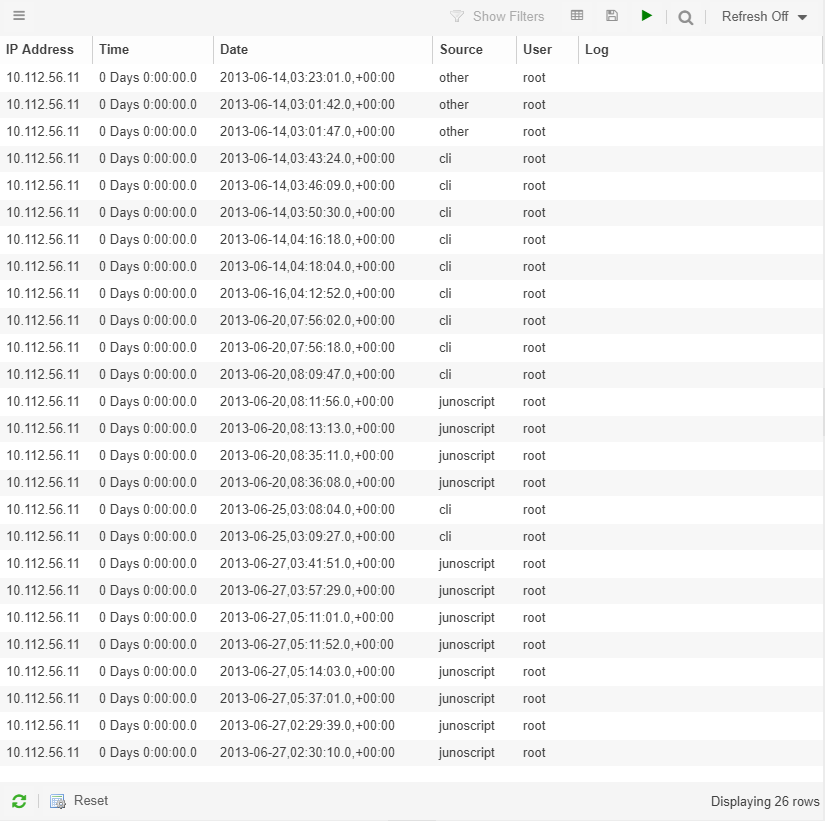 Show Filters Refresh Off
IP Address Time Date Source User Log
10.112.56.11 0 Days 0:00:00.0 2013-06-14,03:23:01.0,+00:00 other root
10.112.56.11 0 Days 0:00:00.0 2013-06-14,03:01:42.0,+00:00 other root
10.112.56.11 0 Days 0:00:00.0 2013-06-14,03:01:47.0,+00:00 other root
10.112.56.11 0 Days 0:00:00.0 2013-06-14,03:43:24.0,+00:00 cli root
10.112.56.11 0 Days 0:00:00.0 2013-06-14,03:46:09.0,+00:00 cli root
10.112.56.11 0 Days 0:00:00.0 2013-06-14,03:50:30.0,+00:00 cli root
10.112.56.11 0 Days 0:00:00.0 2013-06-14,04:16:18.0,+00:00 cli root
10.112.56.11 0 Days 0:00:00.0 2013-06-14,04:18:04.0,+00:00 cli root
10.112.56.11 0 Days 0:00:00.0 2013-06-16,04:12:52.0,+00:00 cli root
10.112.56.11 0 Days 0:00:00.0 2013-06-20,07:56:02.0,+00:00 cli root
10.112.56.11 0 Days 0:00:00.0 2013-06-20,07:56:18.0,+00:00 cli root
10.112.56.11 0 Days 0:00:00.0 2013-06-20,08:09:47.0,+00:00 cli root
10.112.56.11 0 Days 0:00:00.0 2013-06-20,08:11:56.0,+00:00 junoscript root
10.112.56.11 0 Days 0:00:00.0 2013-06-20,08:13:13.0,+00:00 junoscript root
10.112.56.11 0 Days 0:00:00.0 2013-06-20,08:35:11.0,+00:00 junoscript root
10.112.56.11 0 Days 0:00:00.0 2013-06-20,08:36:08.0,+00:00 junoscript root
10.112.56.11 0 Days 0:00:00.0 2013-06-25,03:08:04.0,+00:00 cli root
10.112.56.11 0 Days 0:00:00.0 2013-06-25,03:09:27.0,+00:00 cli root
10.112.56.11 0 Days 0:00:00.0 2013-06-27,03:41:51.0,+00:00 junoscript root
10.112.56.11 0 Days 0:00:00.0 2013-06-27,03:57:29.0,+00:00 junoscript root
10.112.56.11 0 Days 0:00:00.0 2013-06-27,05:11:01.0,+00:00 junoscript root
10.112.56.11 0 Days 0:00:00.0 2013-06-27,05:11:52.0,+00:00 junoscript root
10.112.56.11 0 Days 0:00:00.0 2013-06-27,05:14:03.0,+00:00 junoscript root
10.112.56.11 0 Days 0:00:00.0 2013-06-27,05:37:01.0,+00:00 junoscript root
10.112.56.11 0 Days 0:00:00.0 2013-06-27,02:29:39.0,+00:00 junoscript root
10.112.56.11 0 Days 0:00:00.0 2013-06-27,02:30:10.0,+00:00 junoscript root
Reset Displaying 26 rows